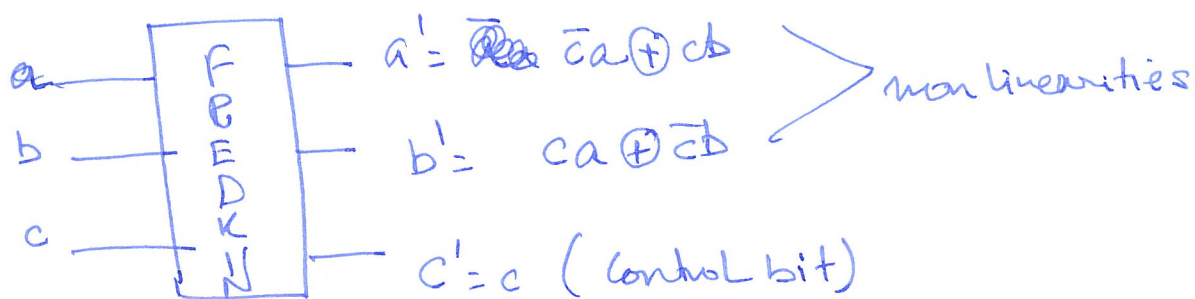 a
b
c
F
R
E
D
K
N
a' = c̄a ⊕ cb
b' = ca ⊕ c̄b
c' = c (control bit)
non linearities